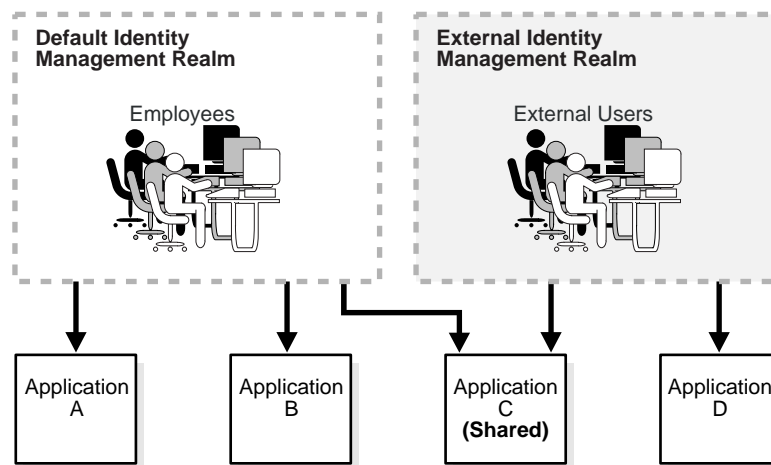 Default Identity
Management Realm
Employees
External Identity
Management Realm
External Users
Application
A
Application
B
Application
C
(Shared)
Application
D